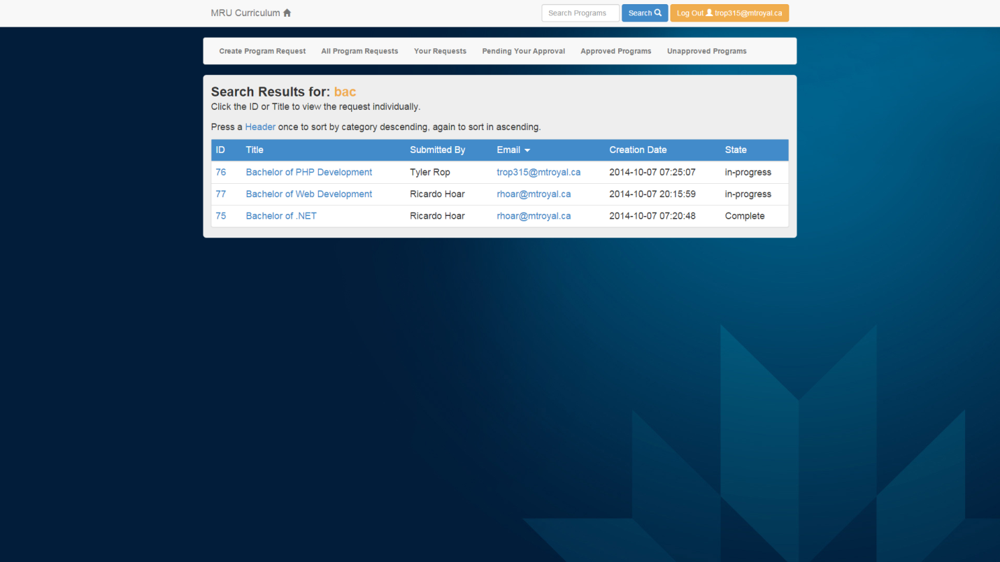 MRU Curriculum
Search Programs
Search
Log Out trop315@mtroyal.ca
Create Program Request All Program Requests Your Requests Pending Your Approval Approved Programs Unapproved Programs
Search Results for: bac
Click the ID or Title to view the request individually.
Press a Header once to sort by category descending, again to sort in ascending.
ID Title Submitted By Email Creation Date State
76 Bachelor of PHP Development Tyler Rop trop315@mtroyal.ca 2014-10-07 07:25:07 in-progress
77 Bachelor of Web Development Ricardo Hoar rhoar@mtroyal.ca 2014-10-07 20:15:59 in-progress
75 Bachelor of .NET Ricardo Hoar rhoar@mtroyal.ca 2014-10-07 07:20:48 Complete